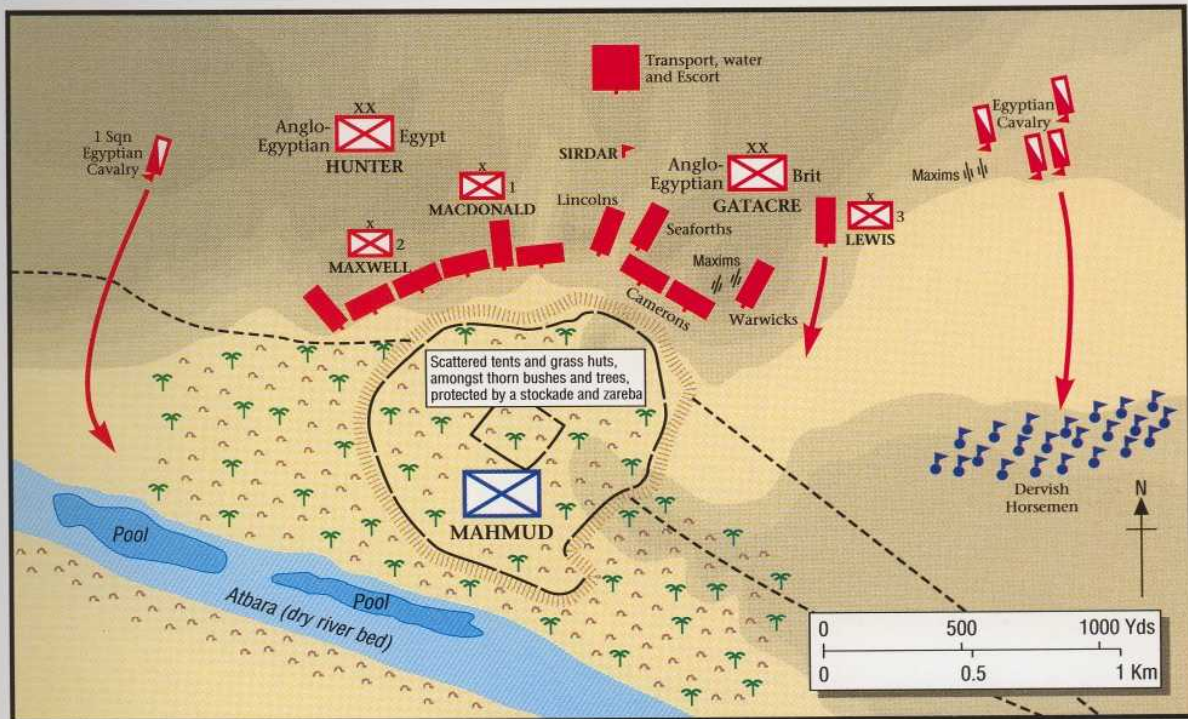 Transport, water
and Escort
XX
Anglo-
Egyptian
Egypt
HUNTER
1 Sqn
Egyptian
Cavalry
SIRDAR
XX
Anglo-
Egyptian
Brit
GATACRE
Egyptian
Cavalry
Maxims
x
1
MACDONALD
Lincolns
Seaforths
x
3
LEWIS
x
2
MAXWELL
Maxims
Camerons
Warwicks
Scattered tents and grass huts,
amongst thorn bushes and trees,
protected by a stockade and zareba
MAHMUD
Dervish
Horsemen
N
Pool
Pool
Atbara (dry river bed)
0 500 1000 Yds
0 0.5 1 Km